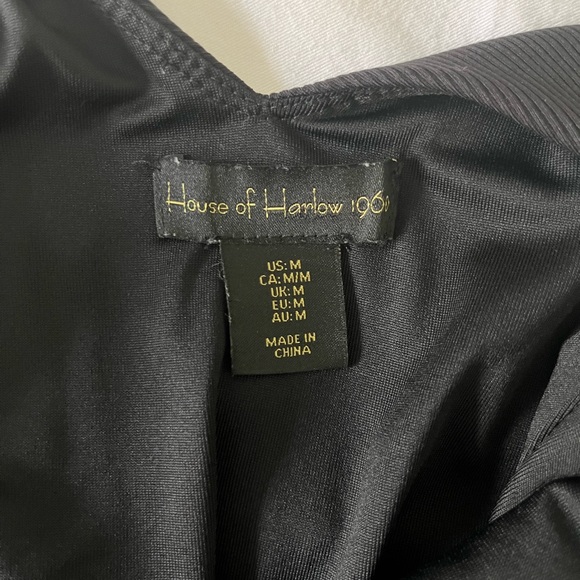 House of Harlow 1960
US: M
CA: M/M
UK: M
EU: M
AU: M
MADE IN
CHINA